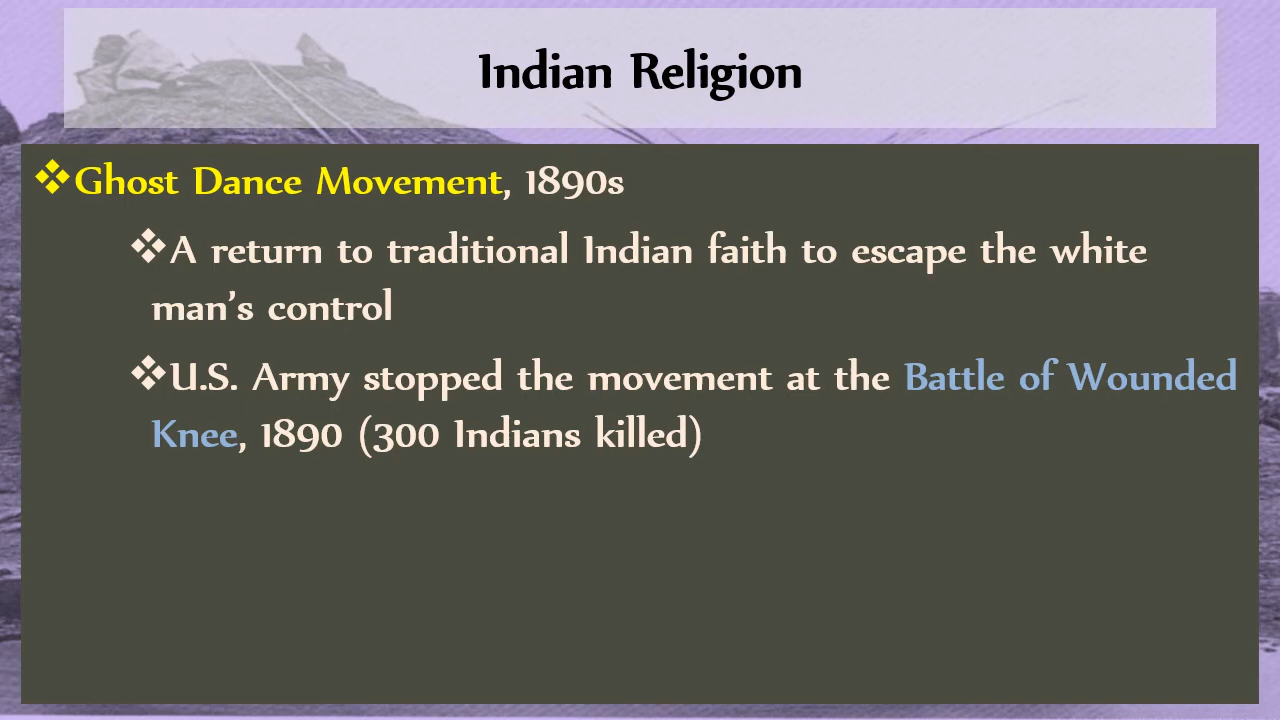 Indian Religion
❖Ghost Dance Movement, 1890s
❖A return to traditional Indian faith to escape the white
man's control
❖U.S. Army stopped the movement at the Battle of Wounded
Knee, 1890 (300 Indians killed)